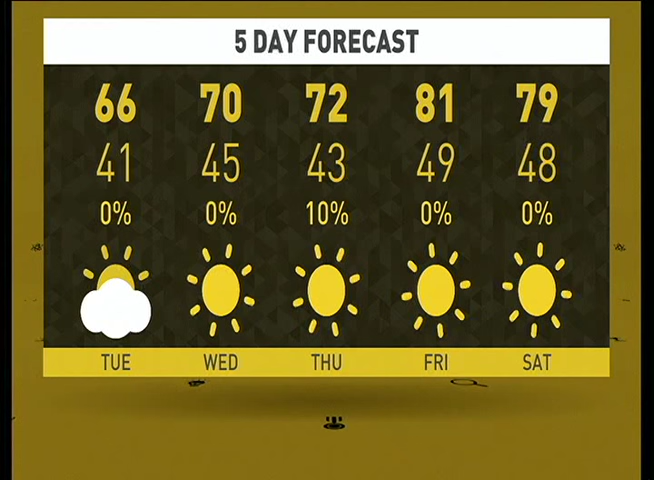 5 DAY FORECAST
66 70 72 81 79
41 45 43 49 48
0% 0% 10% 0% 0%
TUE WED THU FRI SAT